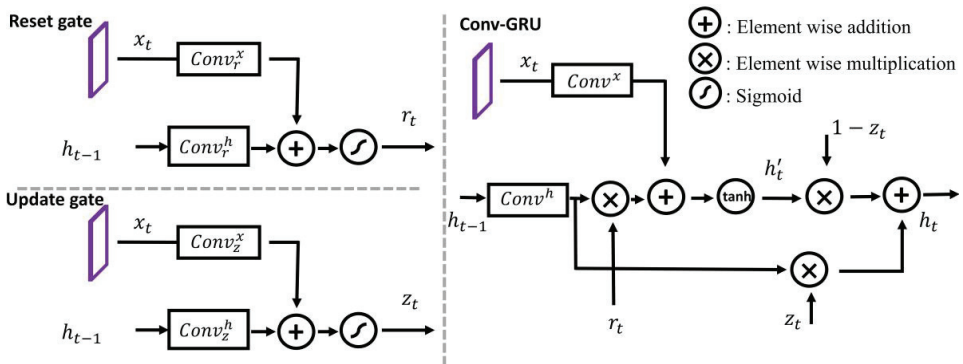 Reset gate
x_t
Conv_r^x
h_{t-1}
Conv_r^h
+
r_t
Update gate
x_t
Conv_z^x
h_{t-1}
Conv_z^h
+
z_t
Conv-GRU
+ : Element wise addition
× : Element wise multiplication
: Sigmoid
x_t
Conv^x
1 − z_t
h_{t-1}
Conv^h
×
+
tanh
h'_t
×
+
h_t
×
r_t
z_t